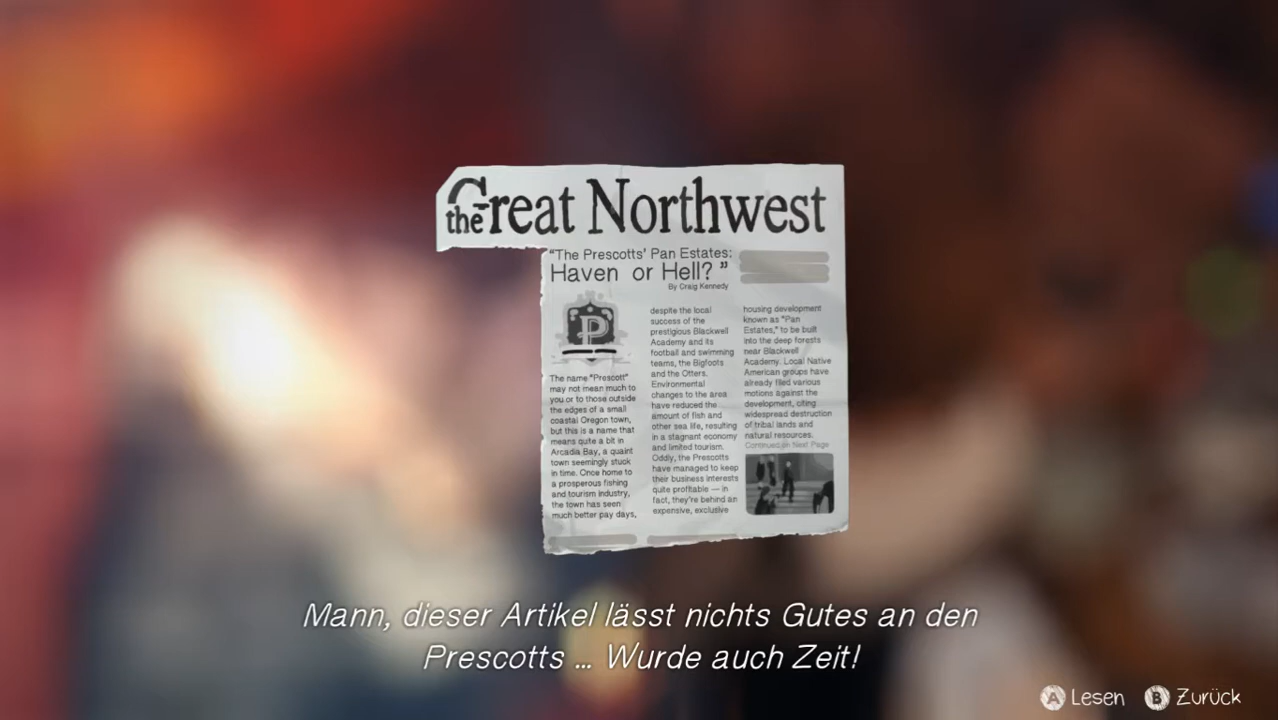 the Great Northwest
"The Prescotts' Pan Estates:
Haven or Hell?"
By Craig Kennedy
P
The name "Prescott"
may not mean much to
you or to those outside
the edges of a small
coastal Oregon town,
but this is a name that
means quite a bit in
Arcadia Bay, a quaint
town seemingly stuck
in time. Once home to
a prosperous fishing
and tourism industry,
the town has seen
much better pay days,
despite the local
success of the
prestigious Blackwell
Academy and its
football and swimming
teams, the Bigfoots
and the Otters.
Environmental
changes to the area
have reduced the
amount of fish and
other sea life, resulting
in a stagnant economy
and limited tourism.
Oddly, the Prescotts
have managed to keep
their business interests
quite profitable — in
fact, they're behind an
expensive, exclusive
housing development
known as "Pan
Estates," to be built
into the deep forests
near Blackwell
Academy. Local Native
American groups have
already filed various
motions against the
development, citing
widespread destruction
of tribal lands and
natural resources.
Continued on Next Page
Mann, dieser Artikel lässt nichts Gutes an den
Prescotts ... Wurde auch Zeit!
A Lesen B Zurück